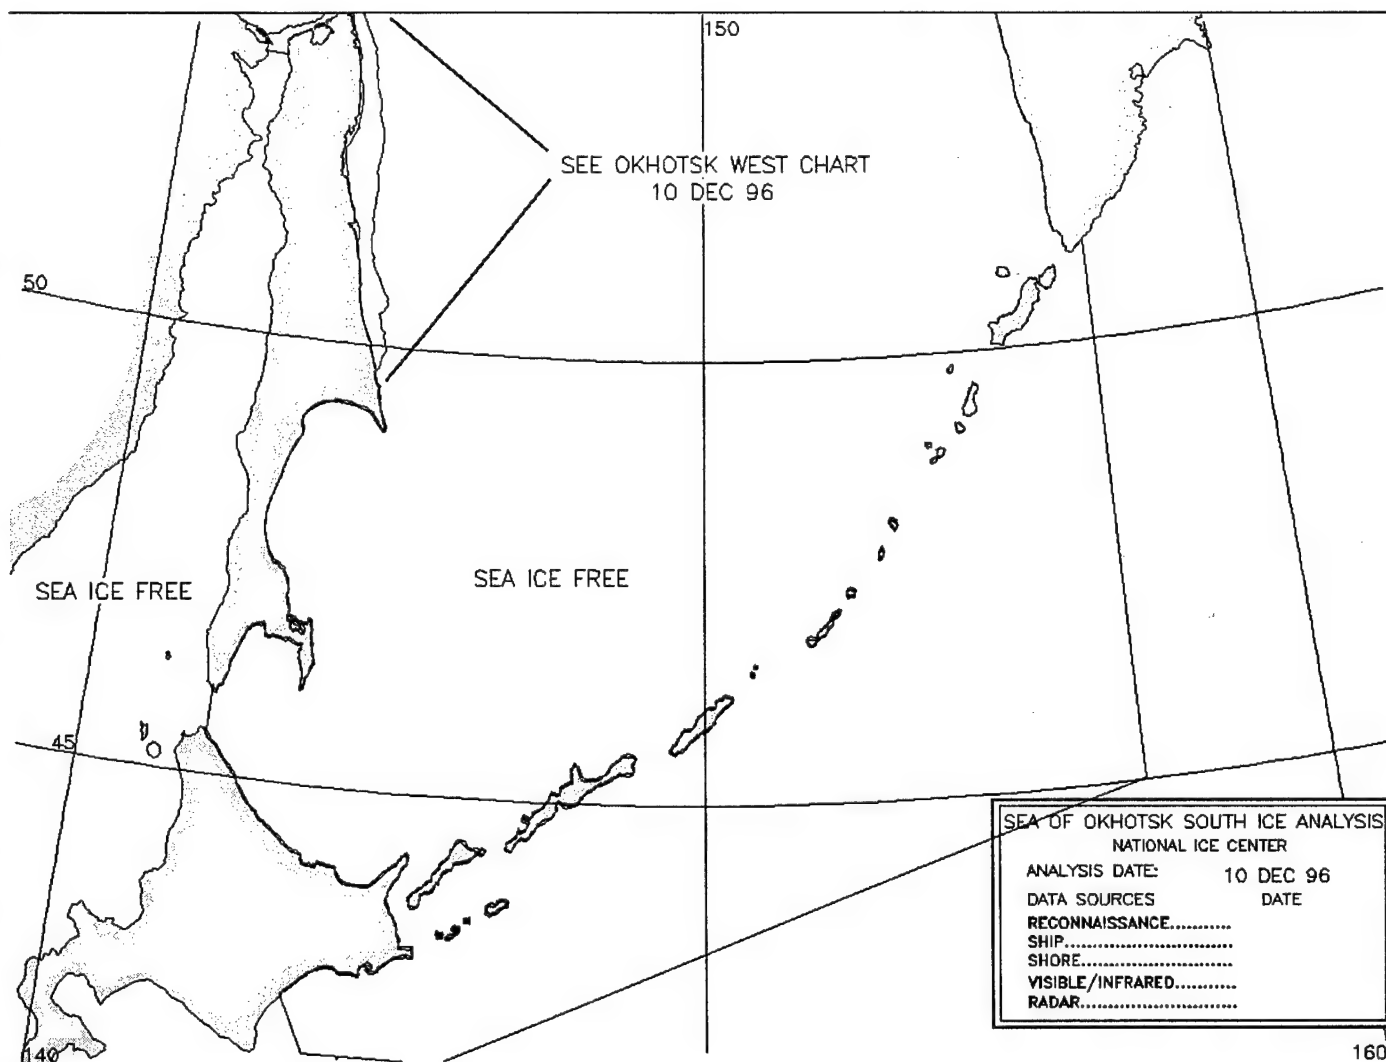 150
SEE OKHOTSK WEST CHART
10 DEC 96
50
SEA ICE FREE
SEA ICE FREE
45
SEA OF OKHOTSK SOUTH ICE ANALYSIS
NATIONAL ICE CENTER
ANALYSIS DATE: 10 DEC 96
DATA SOURCES DATE
RECONNAISSANCE...........
SHIP..............................
SHORE...........................
VISIBLE/INFRARED...........
RADAR............................
140
160